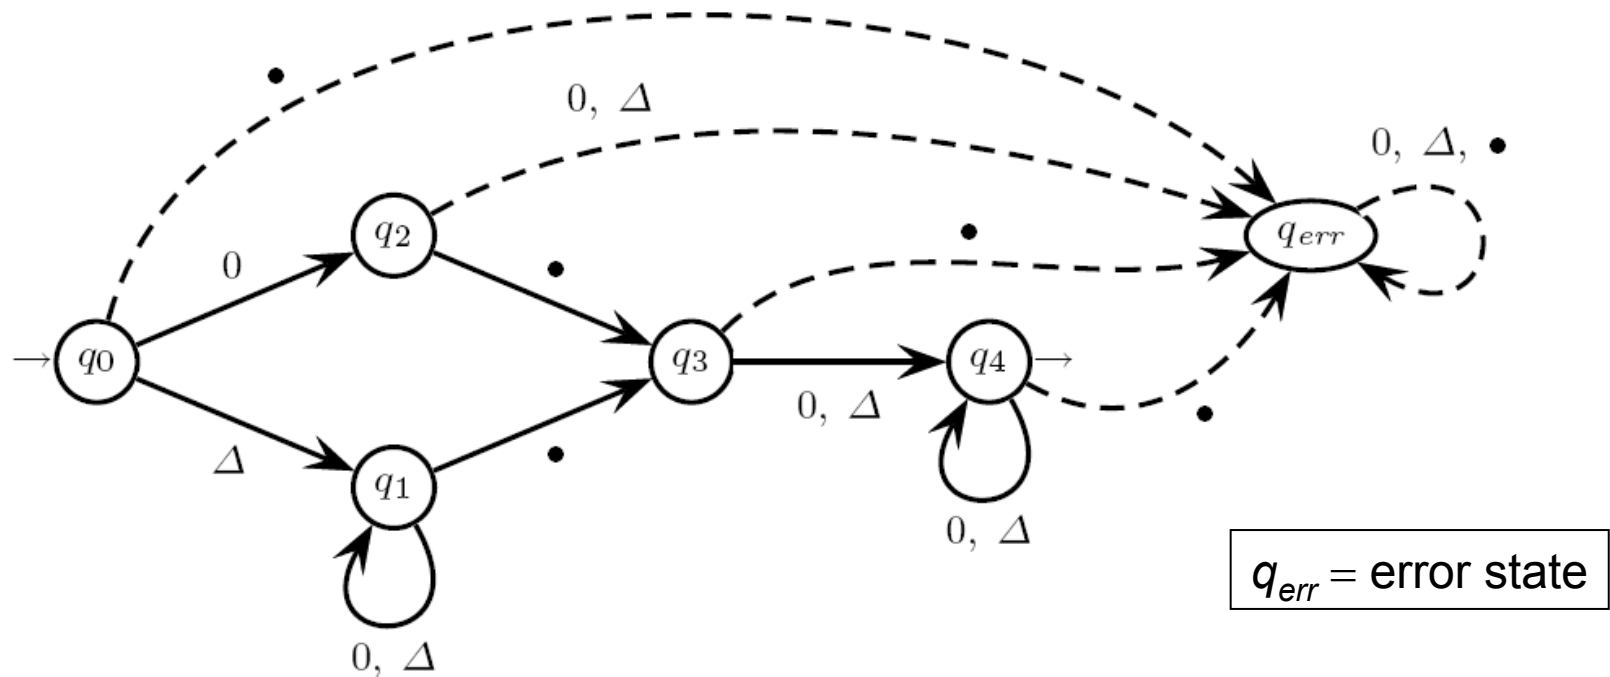 •
0, Δ
0, Δ, •
q2
q_err
•
0
•
→ q0
q3
q4 →
0, Δ
•
Δ
•
q1
0, Δ
q_err = error state
0, Δ